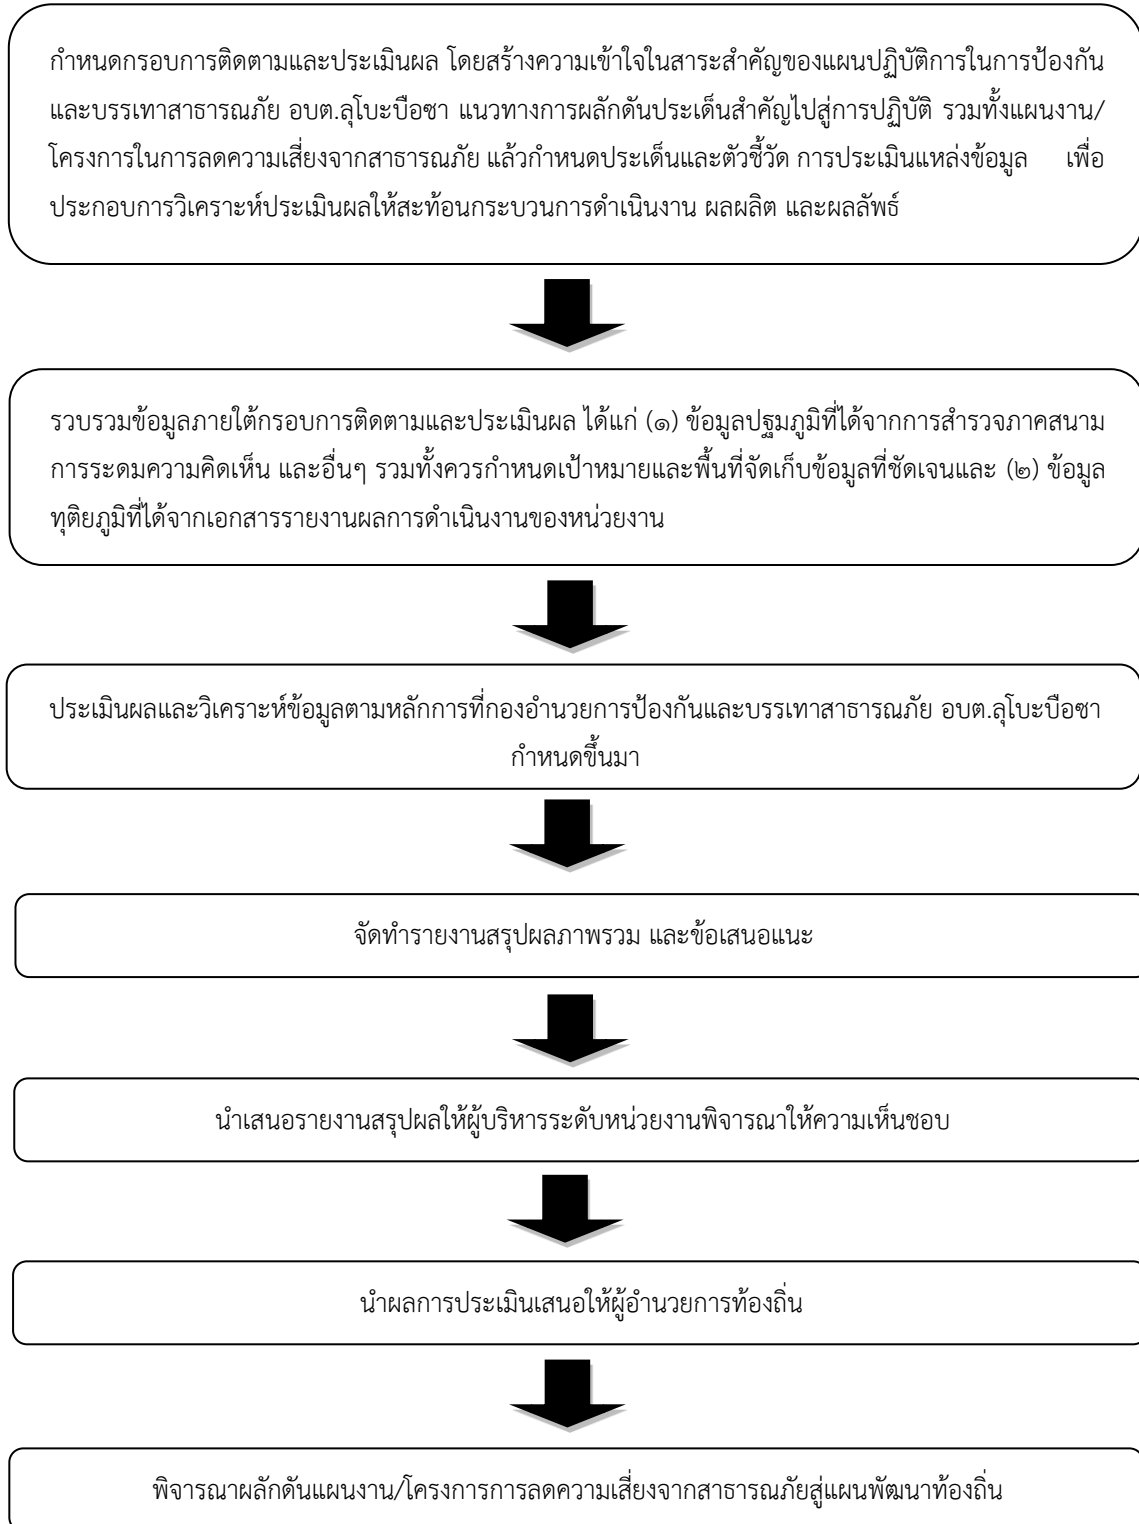 กำหนดกรอบการติดตามและประเมินผล โดยสร้างความเข้าใจในสาระสำคัญของแผนปฏิบัติการในการป้องกัน
และบรรเทาสาธารณภัย อบต.ลุโบะบือซา แนวทางการผลักดันประเด็นสำคัญไปสู่การปฏิบัติ รวมทั้งแผนงาน/
โครงการในการลดความเสี่ยงจากสาธารณภัย แล้วกำหนดประเด็นและตัวชี้วัด การประเมินแหล่งข้อมูล เพื่อ
ประกอบการวิเคราะห์ประเมินผลให้สะท้อนกระบวนการดำเนินงาน ผลผลิต และผลลัพธ์
รวบรวมข้อมูลภายใต้กรอบการติดตามและประเมินผล ได้แก่ (๑) ข้อมูลปฐมภูมิที่ได้จากการสำรวจภาคสนาม
การระดมความคิดเห็น และอื่นๆ รวมทั้งควรกำหนดเป้าหมายและพื้นที่จัดเก็บข้อมูลที่ชัดเจนและ (๒) ข้อมูล
ทุติยภูมิที่ได้จากเอกสารรายงานผลการดำเนินงานของหน่วยงาน
ประเมินผลและวิเคราะห์ข้อมูลตามหลักการที่กองอำนวยการป้องกันและบรรเทาสาธารณภัย อบต.ลุโบะบือซา
กำหนดขึ้นมา
จัดทำรายงานสรุปผลภาพรวม และข้อเสนอแนะ
นำเสนอรายงานสรุปผลให้ผู้บริหารระดับหน่วยงานพิจารณาให้ความเห็นชอบ
นำผลการประเมินเสนอให้ผู้อำนวยการท้องถิ่น
พิจารณาผลักดันแผนงาน/โครงการการลดความเสี่ยงจากสาธารณภัยสู่แผนพัฒนาท้องถิ่น